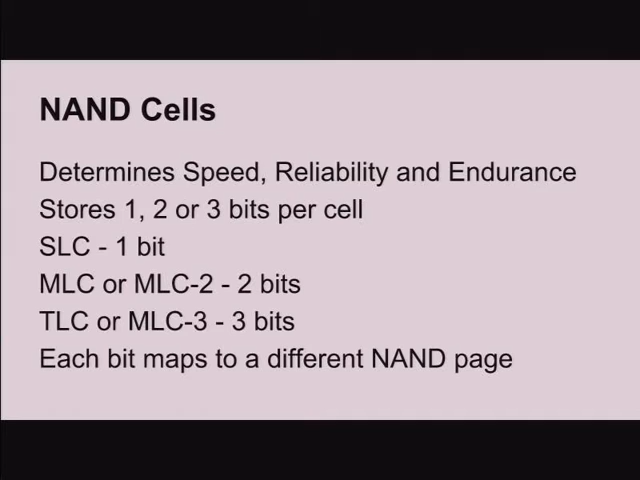 NAND Cells
Determines Speed, Reliability and Endurance
Stores 1, 2 or 3 bits per cell
SLC - 1 bit
MLC or MLC-2 - 2 bits
TLC or MLC-3 - 3 bits
Each bit maps to a different NAND page